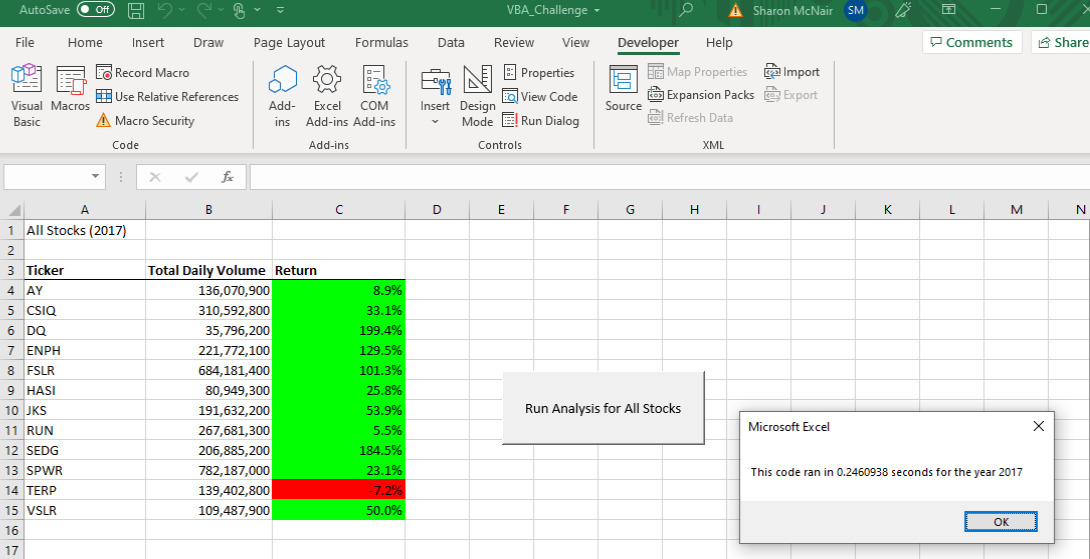 AutoSave Off VBA_Challenge Sharon McNair SM
File Home Insert Draw Page Layout Formulas Data Review View Developer Help Comments Share
Visual Basic
Macros
Record Macro
Use Relative References
Macro Security
Code
Add-ins
Excel Add-ins
COM Add-ins
Add-ins
Insert
Design Mode
Properties
View Code
Run Dialog
Controls
Source
Map Properties
Expansion Packs
Refresh Data
Import
Export
XML
fx
A B C D E F G H I J K L M N
1 All Stocks (2017)
2
3 Ticker Total Daily Volume Return
4 AY 136,070,900 8.9%
5 CSIQ 310,592,800 33.1%
6 DQ 35,796,200 199.4%
7 ENPH 221,772,100 129.5%
8 FSLR 684,181,400 101.3%
9 HASI 80,949,300 25.8%
10 JKS 191,632,200 53.9%
11 RUN 267,681,300 5.5%
12 SEDG 206,885,200 184.5%
13 SPWR 782,187,000 23.1%
14 TERP 139,402,800 -7.2%
15 VSLR 109,487,900 50.0%
16
17
Run Analysis for All Stocks
Microsoft Excel
This code ran in 0.2460938 seconds for the year 2017
OK